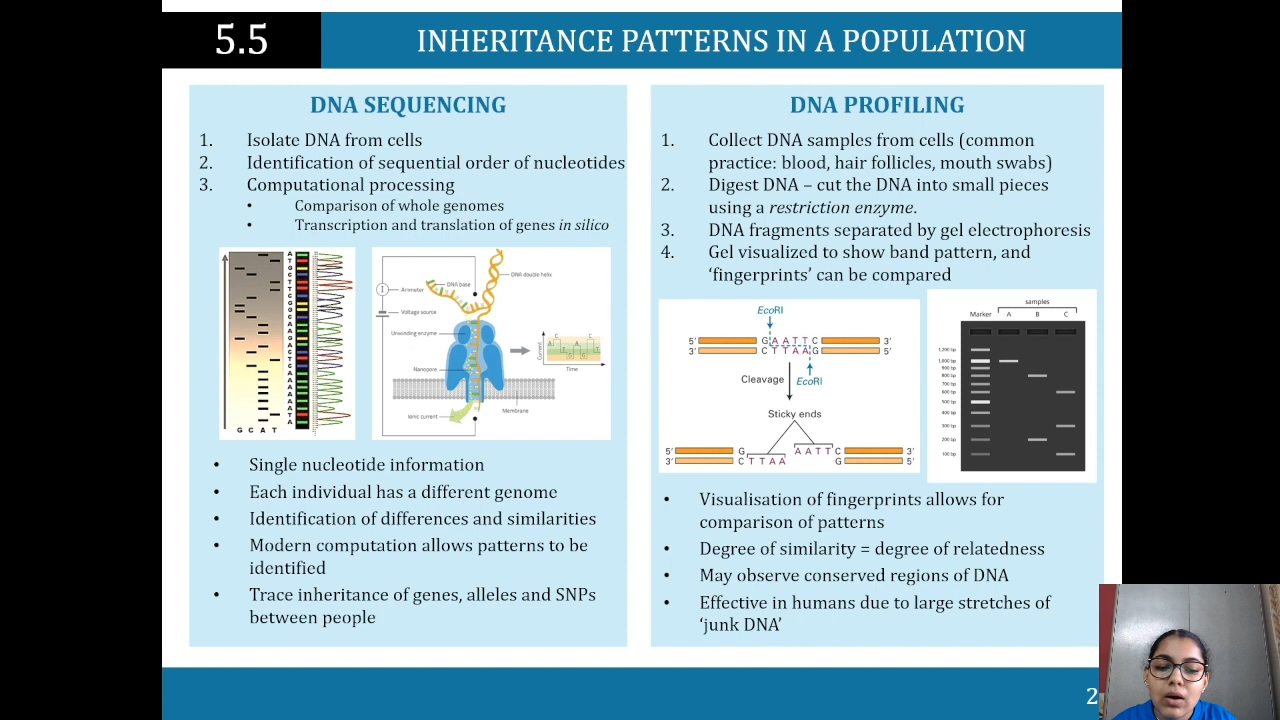 5.5
INHERITANCE PATTERNS IN A POPULATION
DNA SEQUENCING
1. Isolate DNA from cells
2. Identification of sequential order of nucleotides
3. Computational processing
• Comparison of whole genomes
• Transcription and translation of genes in silico
G C A T
DNA double helix
DNA base
I
Ammeter
Voltage source
Unwinding enzyme
Nanopore
Ionic current
Membrane
Current
Time
• Single nucleotide information
• Each individual has a different genome
• Identification of differences and similarities
• Modern computation allows patterns to be
identified
• Trace inheritance of genes, alleles and SNPs
between people
DNA PROFILING
1. Collect DNA samples from cells (common
practice: blood, hair follicles, mouth swabs)
2. Digest DNA – cut the DNA into small pieces
using a restriction enzyme.
3. DNA fragments separated by gel electrophoresis
4. Gel visualized to show band pattern, and
‘fingerprints’ can be compared
EcoRI
5′ G A A T T C 3′
3′ C T T A A G 5′
Cleavage
EcoRI
Sticky ends
5′ G A A T T C 3′
3′ C T T A A G 5′
samples
Marker A B C
1,200 bp
1,000 bp
900 bp
800 bp
700 bp
600 bp
500 bp
400 bp
300 bp
200 bp
100 bp
• Visualisation of fingerprints allows for
comparison of patterns
• Degree of similarity = degree of relatedness
• May observe conserved regions of DNA
• Effective in humans due to large stretches of
‘junk DNA’
2